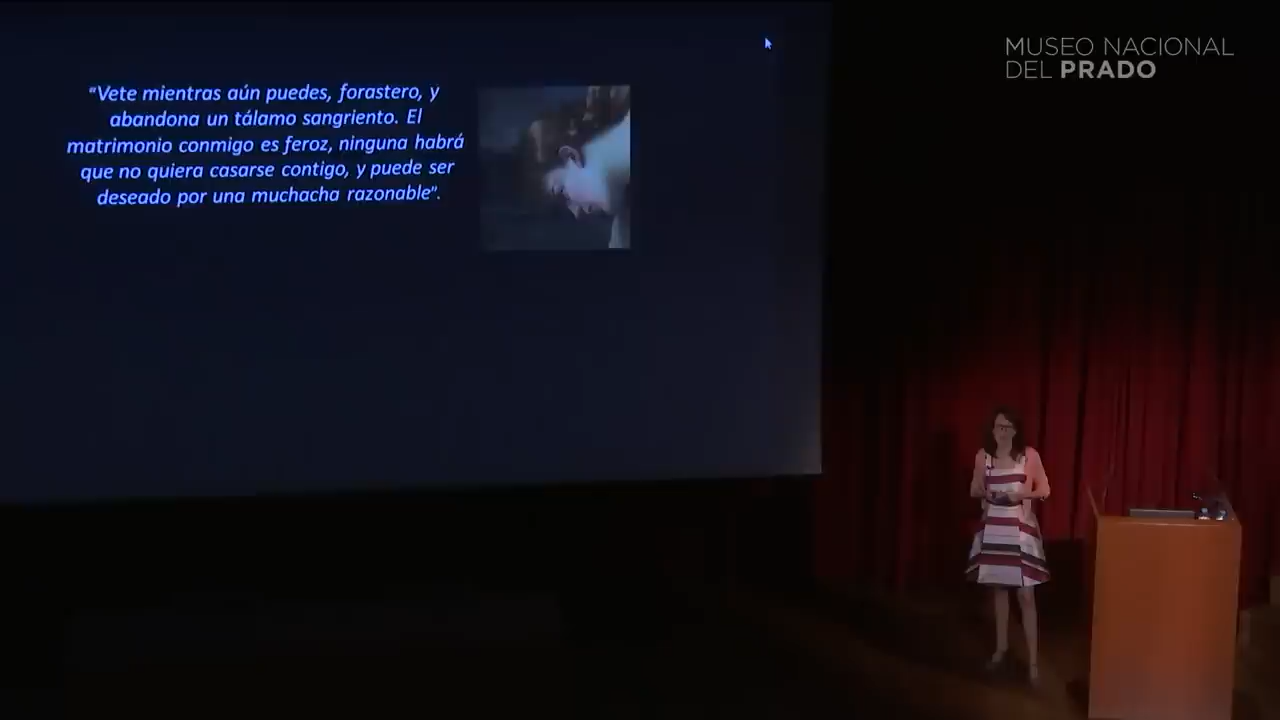 "Vete mientras aún puedes, forastero, y
abandona un tálamo sangriento. El
matrimonio conmigo es feroz, ninguna habrá
que no quiera casarse contigo, y puede ser
deseado por una muchacha razonable".
MUSEO NACIONAL
DEL PRADO